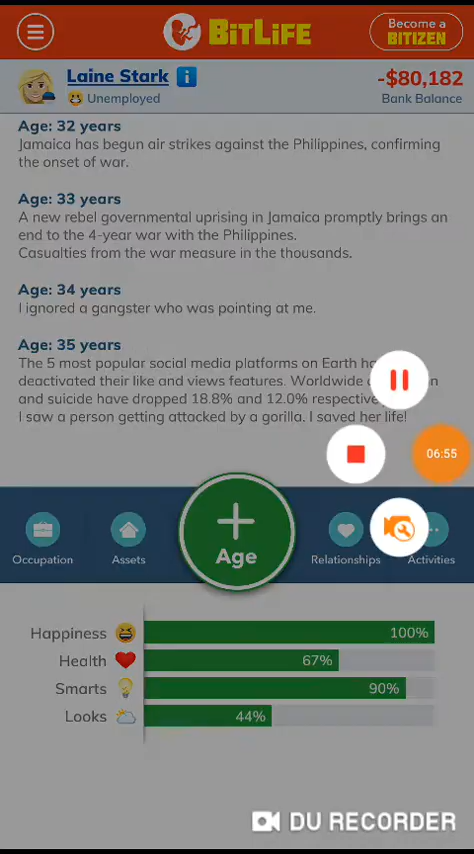 BitLife
Become a
BITIZEN
Laine Stark i
-$80,182
Unemployed
Bank Balance
Age: 32 years
Jamaica has begun air strikes against the Philippines, confirming
the onset of war.
Age: 33 years
A new rebel governmental uprising in Jamaica promptly brings an
end to the 4-year war with the Philippines.
Casualties from the war measure in the thousands.
Age: 34 years
I ignored a gangster who was pointing at me.
Age: 35 years
The 5 most popular social media platforms on Earth
deactivated their like and views features. Worldwide
and suicide have dropped 18.8% and 12.0%
I saw a person getting attacked by a gorilla. I saved her life!
06:55
Occupation
Assets
Age
Relationships
Activities
Happiness 100%
Health 67%
Smarts 90%
Looks 44%
DU RECORDER